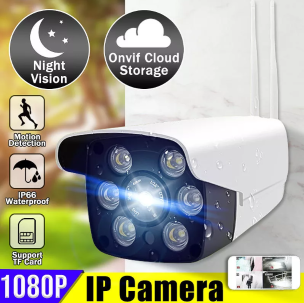 Night
Vision
Onvif Cloud
Storage
Motion
Detection
IP66
Waterproof
Support
TF Card
1080P
IP Camera